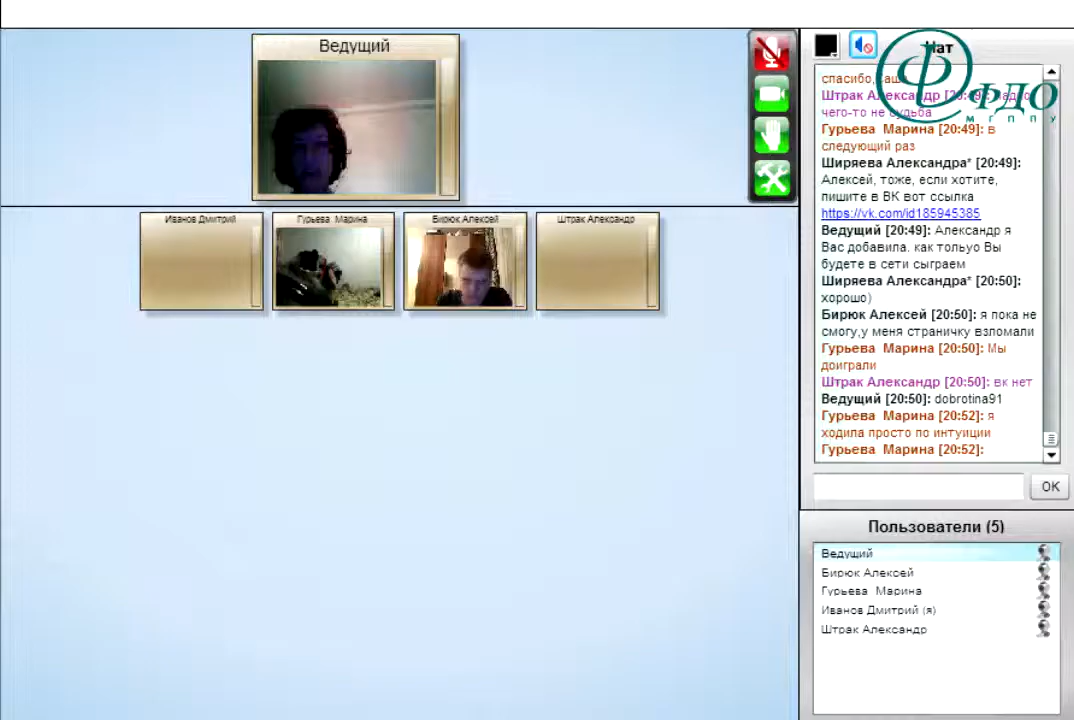 Ведущий
Иванов Дмитрий
Гурьева Марина
Бирюк Алексей
Штрак Александр
Чат
ФДО
МГППУ
спасибо,
Штрак Александр [20:49]:
чего-то не судьба
Гурьева Марина [20:49]: в
следующий раз
Ширяева Александра* [20:49]:
Алексей, тоже, если хотите,
пишите в ВК вот ссылка
https://vk.com/id185945385
Ведущий [20:49]: Александр я
Вас добавила. как толькуо Вы
будете в сети сыграем
Ширяева Александра* [20:50]:
хорошо)
Бирюк Алексей [20:50]: я пока не
смогу,у меня страничку взломали
Гурьева Марина [20:50]: Мы
доиграли
Штрак Александр [20:50]: вк нет
Ведущий [20:50]: dobrotina91
Гурьева Марина [20:52]: я
ходила просто по интуиции
Гурьева Марина [20:52]:
OK
Пользователи (5)
Ведущий
Бирюк Алексей
Гурьева Марина
Иванов Дмитрий (я)
Штрак Александр